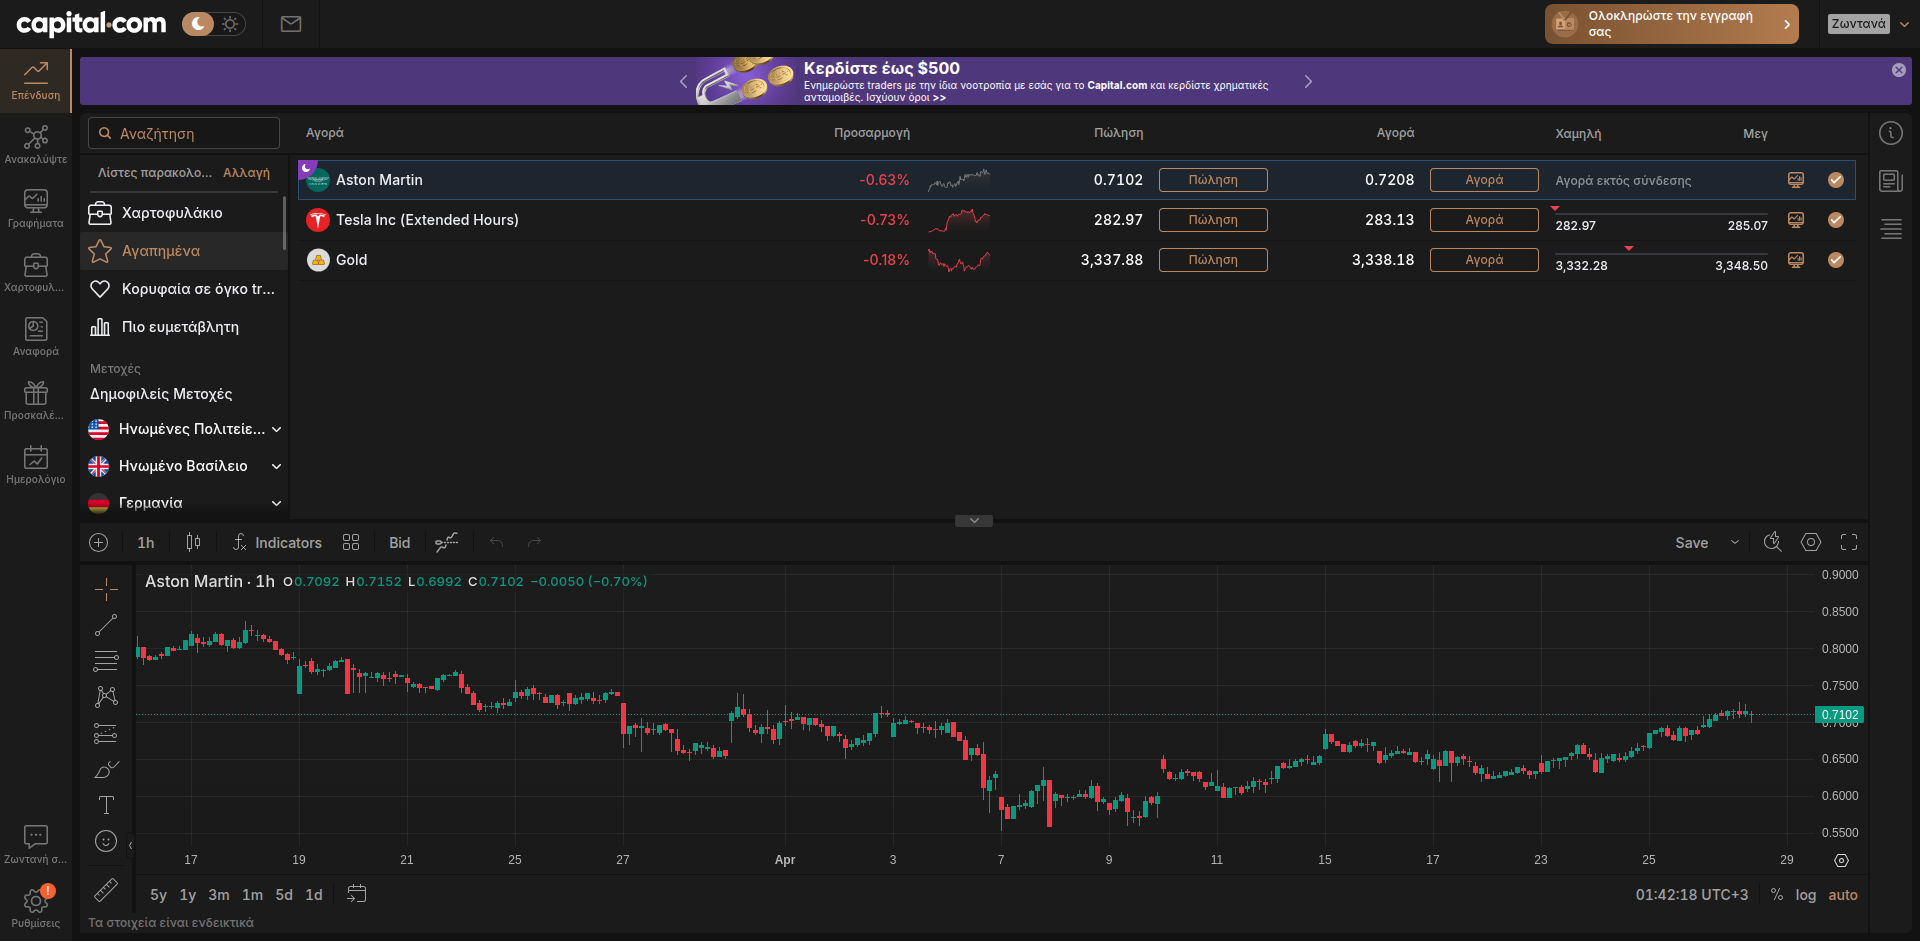 capital.com
Ολοκληρώστε την εγγραφή
σας
Ζωντανά
Επένδυση
Ανακαλύψτε
Γραφήματα
Χαρτοφυλ...
Αναφορά
Προσκαλέ...
Ημερολόγιο
Ζωντανή σ...
Ρυθμίσεις
Κερδίστε έως $500
Ενημερώστε traders με την ίδια νοοτροπία με εσάς για το Capital.com και κερδίστε χρηματικές
ανταμοιβές. Ισχύουν όροι >>
Αναζήτηση
Λίστες παρακολο... Αλλαγή
Χαρτοφυλάκιο
Αγαπημένα
Κορυφαία σε όγκο tr...
Πιο ευμετάβλητη
Μετοχές
Δημοφιλείς Μετοχές
Ηνωμένες Πολιτείε...
Ηνωμένο Βασίλειο
Γερμανία
Αγορά Προσαρμογή Πώληση Αγορά Χαμηλή Μεγ
Aston Martin -0.63% 0.7102 Πώληση 0.7208 Αγορά Αγορά εκτός σύνδεσης
Tesla Inc (Extended Hours) -0.73% 282.97 Πώληση 283.13 Αγορά 282.97 285.07
Gold -0.18% 3,337.88 Πώληση 3,338.18 Αγορά 3,332.28 3,348.50
1h Indicators Bid Save
Aston Martin · 1h O0.7092 H0.7152 L0.6992 C0.7102 −0.0050 (−0.70%)
0.9000
0.8500
0.8000
0.7500
0.7102
0.7000
0.6500
0.6000
0.5500
17 19 21 25 27 Apr 3 7 9 11 15 17 23 25 29
5y 1y 3m 1m 5d 1d 01:42:18 UTC+3 % log auto
Τα στοιχεία είναι ενδεικτικά